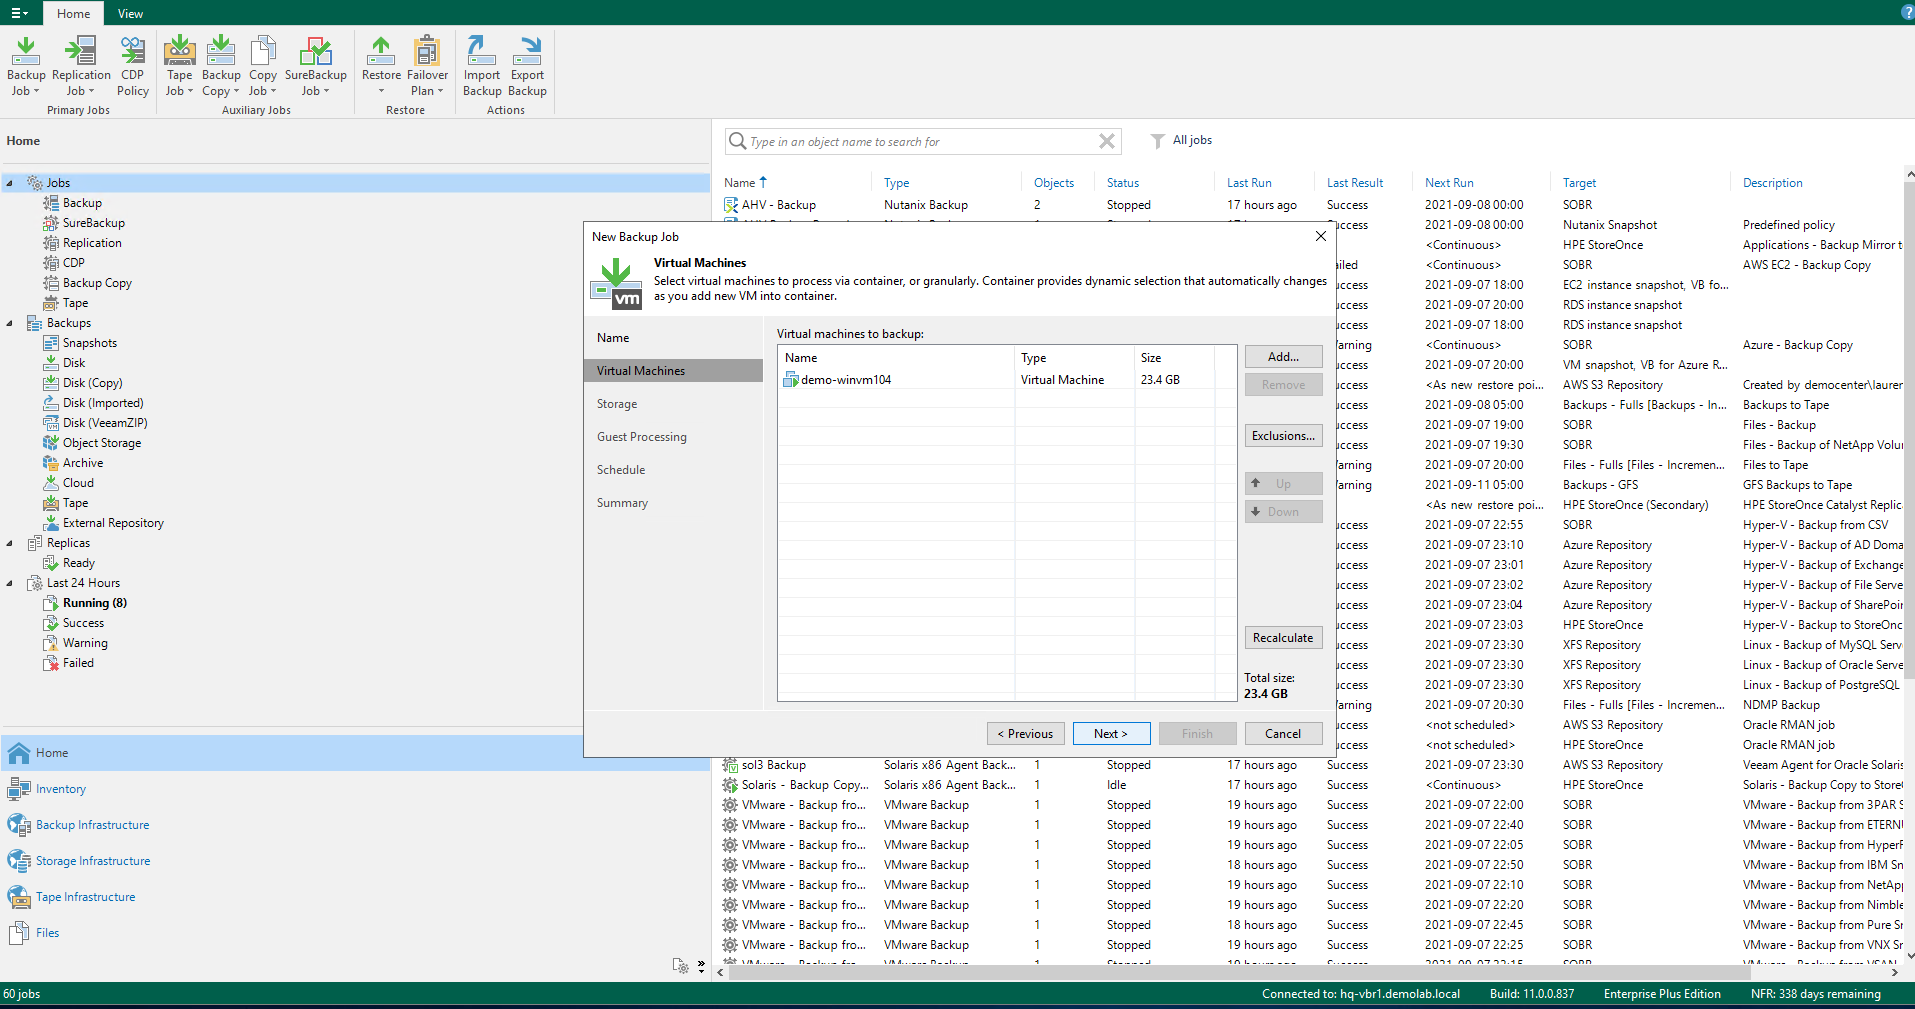 Home
View
?
Backup Job
Replication Job
CDP Policy
Primary Jobs
Tape Job
Backup Copy
Copy Job
SureBackup Job
Auxiliary Jobs
Restore
Failover Plan
Restore
Import Backup
Export Backup
Actions
Home
Jobs
Backup
SureBackup
Replication
CDP
Backup Copy
Tape
Backups
Snapshots
Disk
Disk (Copy)
Disk (Imported)
Disk (VeeamZIP)
Object Storage
Archive
Cloud
Tape
External Repository
Replicas
Ready
Last 24 Hours
Running (8)
Success
Warning
Failed
Home
Inventory
Backup Infrastructure
Storage Infrastructure
Tape Infrastructure
Files
Type in an object name to search for
All jobs
Name Type Objects Status Last Run Last Result Next Run Target Description
AHV - Backup Nutanix Backup 2 Stopped 17 hours ago Success 2021-09-08 00:00 SOBR
2021-09-08 00:00 Nutanix Snapshot Predefined policy
<Continuous> HPE StoreOnce Applications - Backup Mirror to
ailed <Continuous> SOBR AWS EC2 - Backup Copy
uccess 2021-09-07 18:00 EC2 instance snapshot, VB fo...
uccess 2021-09-07 20:00 RDS instance snapshot
uccess 2021-09-07 18:00 RDS instance snapshot
/arning <Continuous> SOBR Azure - Backup Copy
uccess 2021-09-07 20:00 VM snapshot, VB for Azure R...
uccess <As new restore poi... AWS S3 Repository Created by democenter\lauren
uccess 2021-09-08 05:00 Backups - Fulls [Backups - In... Backups to Tape
uccess 2021-09-07 19:00 SOBR Files - Backup
uccess 2021-09-07 19:30 SOBR Files - Backup of NetApp Volu
/arning 2021-09-07 20:00 Files - Fulls [Files - Incremen... Files to Tape
/arning 2021-09-11 05:00 Backups - GFS GFS Backups to Tape
<As new restore poi... HPE StoreOnce (Secondary) HPE StoreOnce Catalyst Replic
uccess 2021-09-07 22:55 SOBR Hyper-V - Backup from CSV
uccess 2021-09-07 23:10 Azure Repository Hyper-V - Backup of AD Doma
uccess 2021-09-07 23:01 Azure Repository Hyper-V - Backup of Exchange
uccess 2021-09-07 23:02 Azure Repository Hyper-V - Backup of File Serve
uccess 2021-09-07 23:04 Azure Repository Hyper-V - Backup of SharePoin
uccess 2021-09-07 23:03 HPE StoreOnce Hyper-V - Backup to StoreOnc
uccess 2021-09-07 23:30 XFS Repository Linux - Backup of MySQL Serve
uccess 2021-09-07 23:30 XFS Repository Linux - Backup of Oracle Serve
uccess 2021-09-07 23:30 XFS Repository Linux - Backup of PostgreSQL
/arning 2021-09-07 20:30 Files - Fulls [Files - Incremen... NDMP Backup
uccess <not scheduled> AWS S3 Repository Oracle RMAN job
uccess <not scheduled> HPE StoreOnce Oracle RMAN job
sol3 Backup Solaris x86 Agent Back... 1 Stopped 17 hours ago Success 2021-09-07 23:30 AWS S3 Repository Veeam Agent for Oracle Solaris
Solaris - Backup Copy... Solaris x86 Agent Back... 1 Idle 17 hours ago Success <Continuous> HPE StoreOnce Solaris - Backup Copy to Store
VMware - Backup fro... VMware Backup 1 Stopped 19 hours ago Success 2021-09-07 22:00 SOBR VMware - Backup from 3PAR S
VMware - Backup fro... VMware Backup 1 Stopped 19 hours ago Success 2021-09-07 22:40 SOBR VMware - Backup from ETERNU
VMware - Backup fro... VMware Backup 1 Stopped 19 hours ago Success 2021-09-07 22:05 SOBR VMware - Backup from HyperF
VMware - Backup fro... VMware Backup 1 Stopped 18 hours ago Success 2021-09-07 22:50 SOBR VMware - Backup from IBM Sn
VMware - Backup fro... VMware Backup 1 Stopped 19 hours ago Success 2021-09-07 22:10 SOBR VMware - Backup from NetApp
VMware - Backup fro... VMware Backup 1 Stopped 19 hours ago Success 2021-09-07 22:20 SOBR VMware - Backup from Nimble
VMware - Backup fro... VMware Backup 1 Stopped 18 hours ago Success 2021-09-07 22:45 SOBR VMware - Backup from Pure Sn
VMware - Backup fro... VMware Backup 1 Stopped 19 hours ago Success 2021-09-07 22:25 SOBR VMware - Backup from VNX Sn
New Backup Job
vm
Virtual Machines
Select virtual machines to process via container, or granularly. Container provides dynamic selection that automatically changes
as you add new VM into container.
Name
Virtual Machines
Storage
Guest Processing
Schedule
Summary
Virtual machines to backup:
Name Type Size
demo-winvm104 Virtual Machine 23.4 GB
Add...
Remove
Exclusions...
Up
Down
Recalculate
Total size:
23.4 GB
< Previous
Next >
Finish
Cancel
60 jobs
Connected to: hq-vbr1.demolab.local
Build: 11.0.0.837
Enterprise Plus Edition
NFR: 338 days remaining